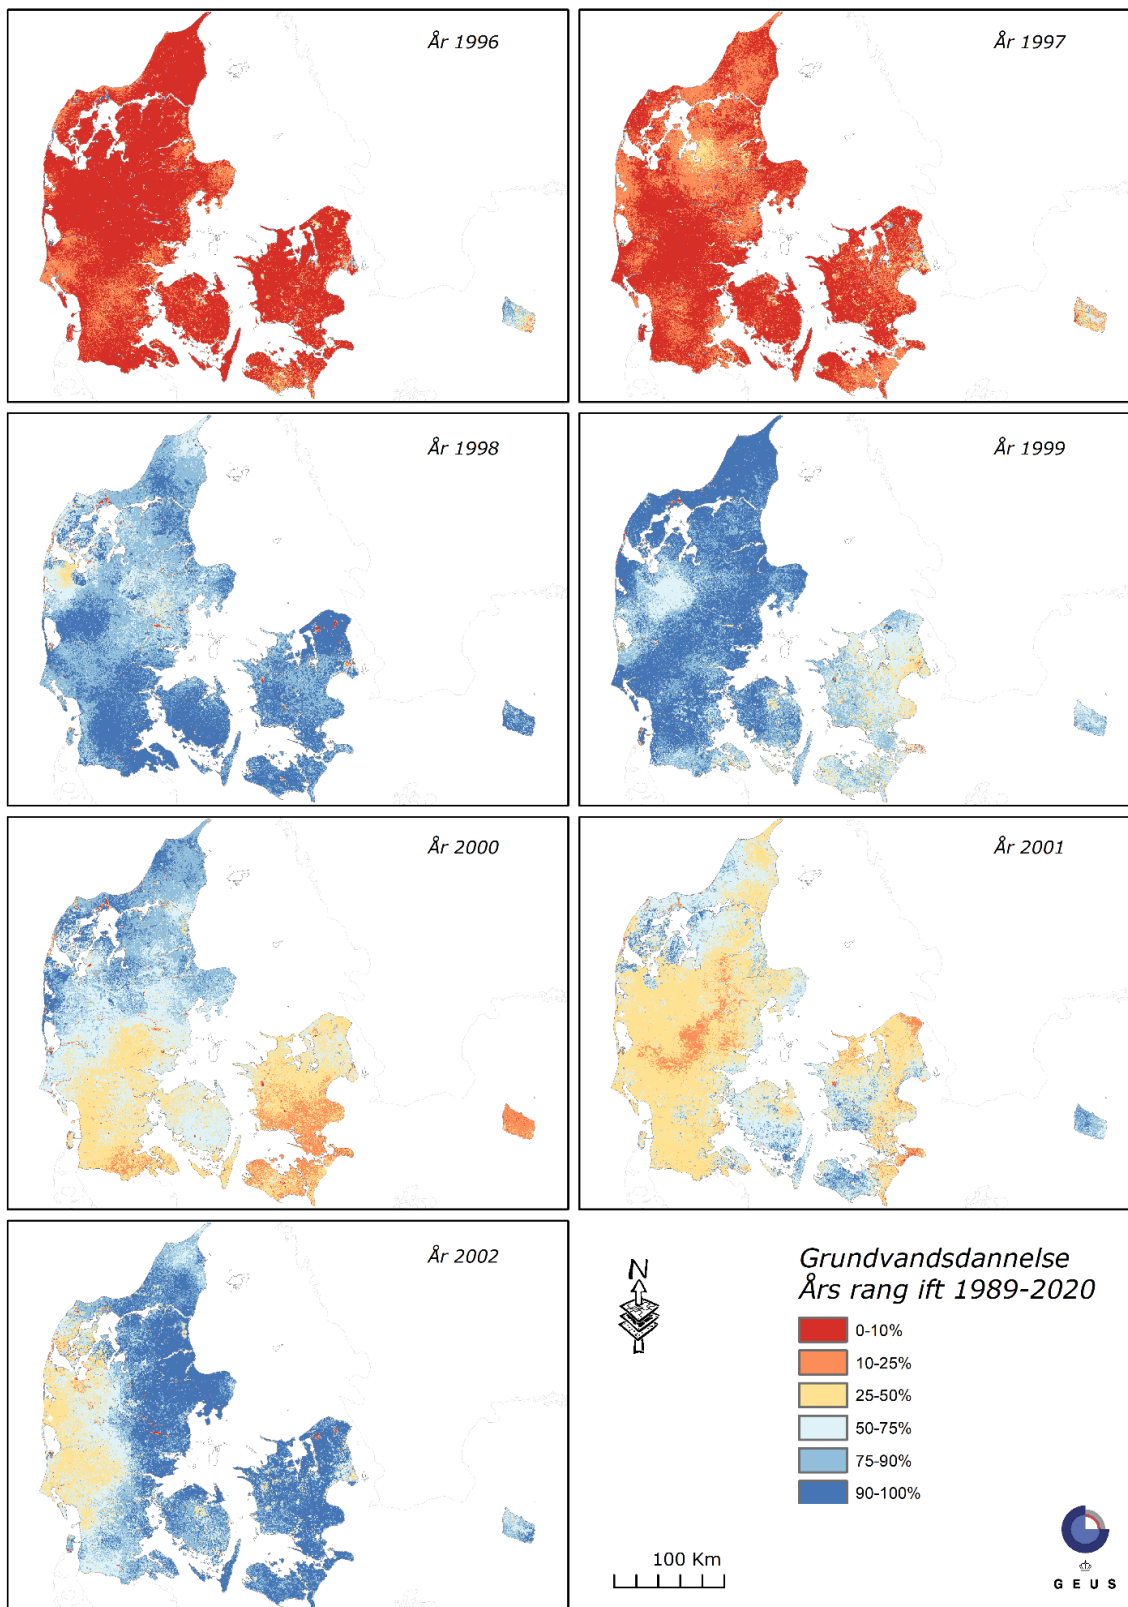 År 1996
År 1997
År 1998
År 1999
År 2000
År 2001
År 2002
N
Grundvandsdannelse
Års rang ift 1989-2020
0-10%
10-25%
25-50%
50-75%
75-90%
90-100%
100 Km
G E U S